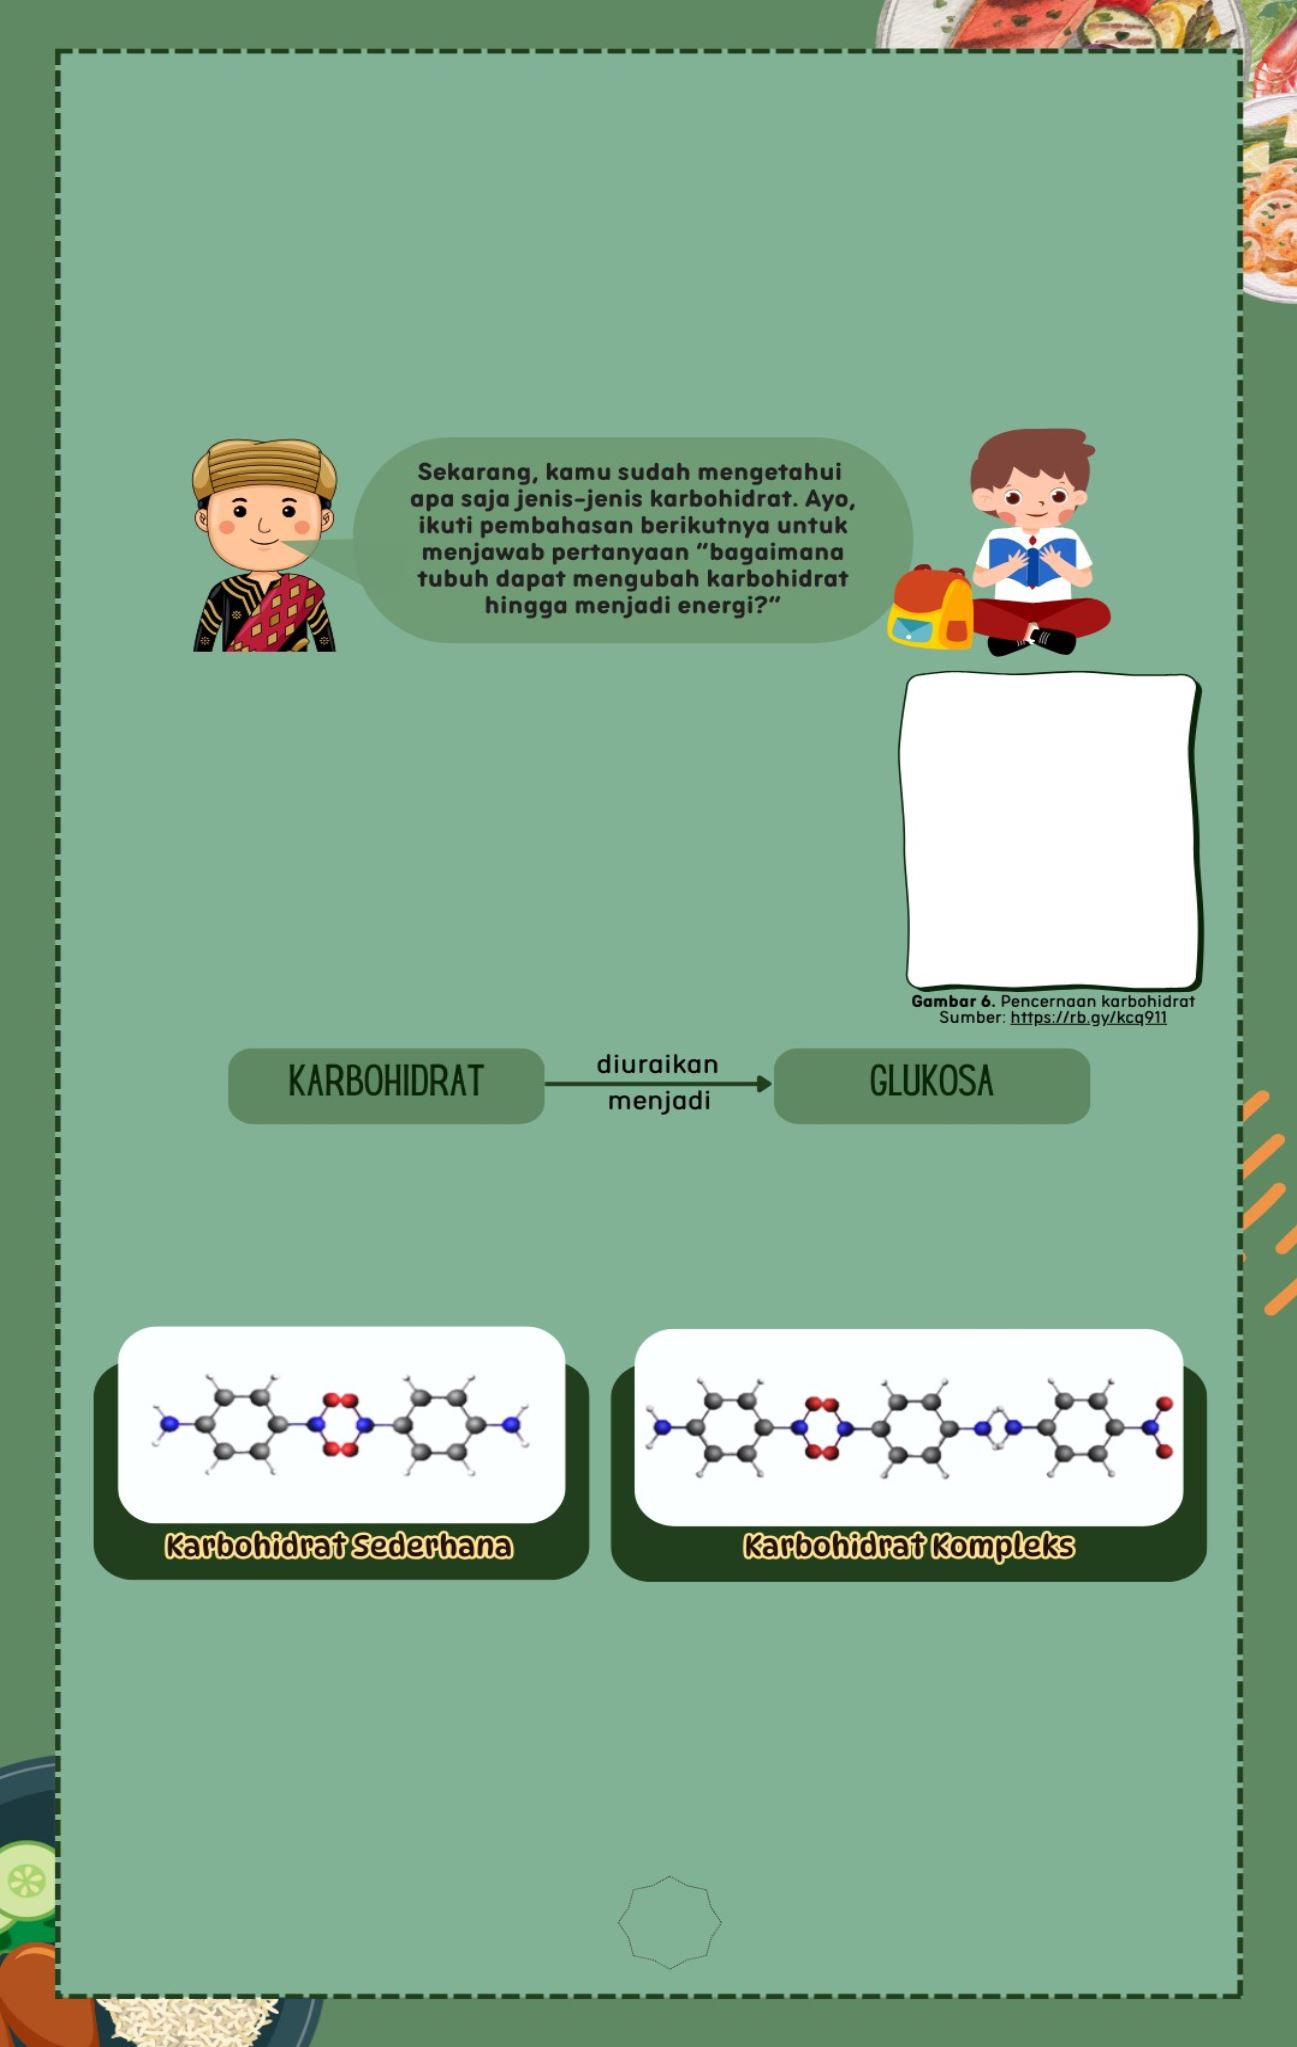 Sekarang, kamu sudah mengetahui
apa saja jenis-jenis karbohidrat. Ayo,
ikuti pembahasan berikutnya untuk
menjawab pertanyaan “bagaimana
tubuh dapat mengubah karbohidrat
hingga menjadi energi?”
Gambar 6. Pencernaan karbohidrat
Sumber: https://rb.gy/kcq911
KARBOHIDRAT
diuraikan
menjadi
GLUKOSA
Karbohidrat Sederhana
Karbohidrat Kompleks